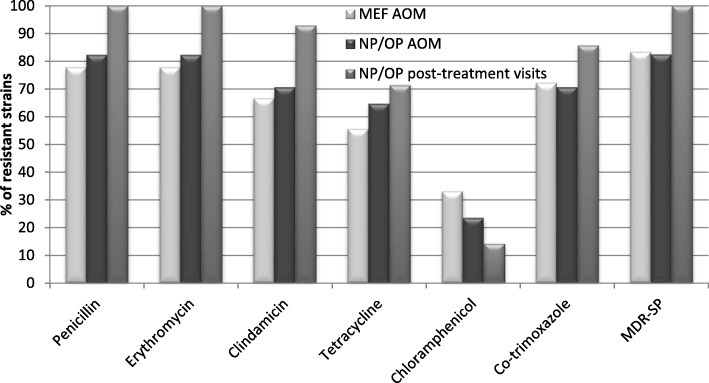 % of resistant strains
100
90
80
70
60
50
40
30
20
10
0
MEF AOM
NP/OP AOM
NP/OP post-treatment visits
Penicillin
Erythromycin
Clindamicin
Tetracycline
Chloramphenicol
Co-trimoxazole
MDR-SP